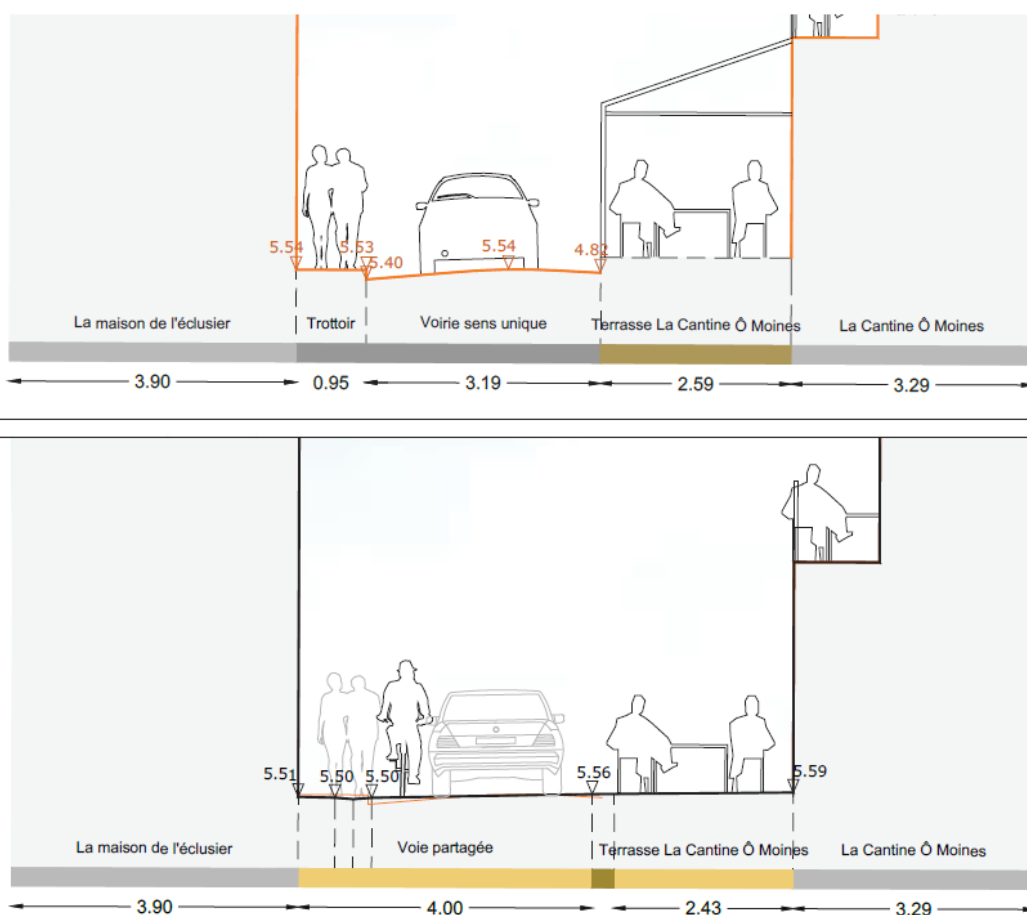 5.54 5.53 5.40 5.54 4.82
La maison de l'éclusier Trottoir Voirie sens unique Terrasse La Cantine Ô Moines La Cantine Ô Moines
3.90 0.95 3.19 2.59 3.29
5.51 5.50 5.50 5.56 5.59
La maison de l'éclusier Voie partagée Terrasse La Cantine Ô Moines La Cantine Ô Moines
3.90 4.00 2.43 3.29